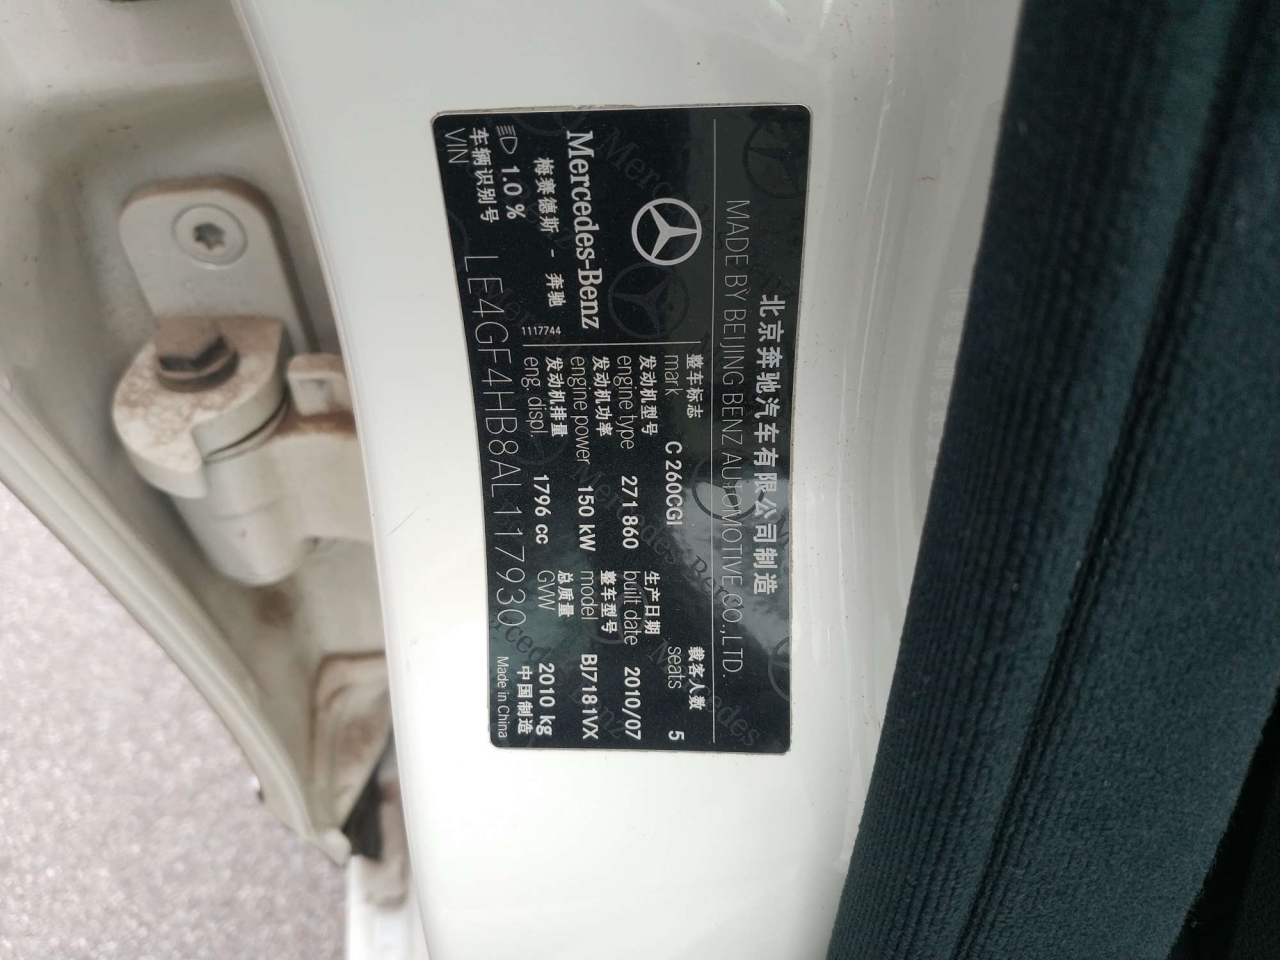 北京奔驰汽车有限公司制造
MADE BY BEIJING BENZ AUTOMOTIVE CO.,LTD.
整车标志 mark C 260CGI 载客人数 seats 5
发动机型号 engine type 271 860 生产日期 built date 2010/07
发动机功率 engine power 150 kW 整车型号 model BJ7181VX
发动机排量 eng. displ. 1796 cc 总质量 GVW 2010 kg
Mercedes-Benz
梅赛德斯 - 奔驰
1117744
1.0 %
中国制造
Made in China
车辆识别号
VIN LE4GF4HB8AL117930